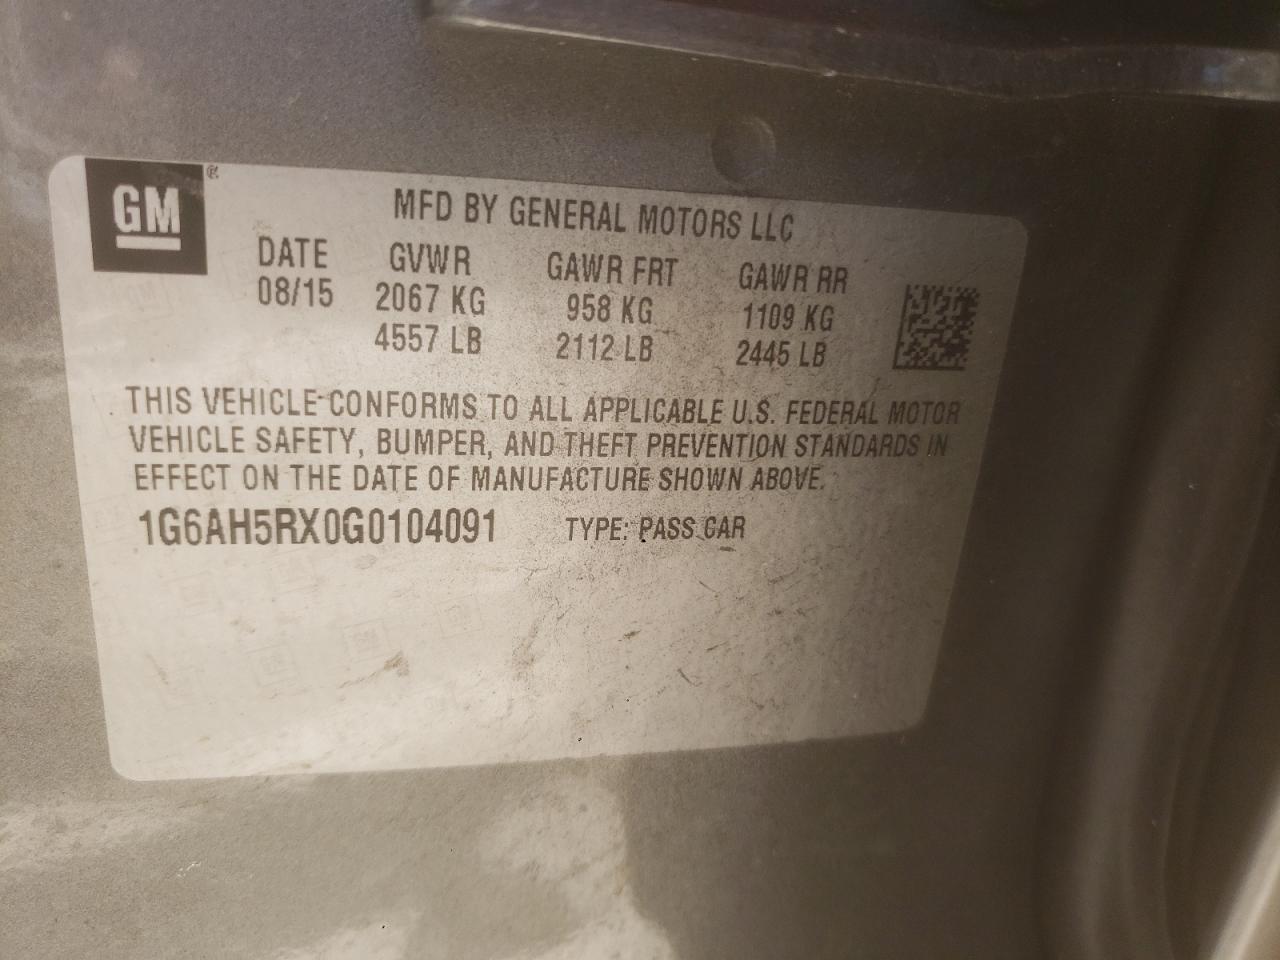 GM
MFD BY GENERAL MOTORS LLC
DATE GVWR GAWR FRT GAWR RR
08/15 2067 KG 958 KG 1109 KG
4557 LB 2112 LB 2445 LB
THIS VEHICLE CONFORMS TO ALL APPLICABLE U.S. FEDERAL MOTOR
VEHICLE SAFETY, BUMPER, AND THEFT PREVENTION STANDARDS IN
EFFECT ON THE DATE OF MANUFACTURE SHOWN ABOVE.
1G6AH5RX0G0104091 TYPE: PASS CAR